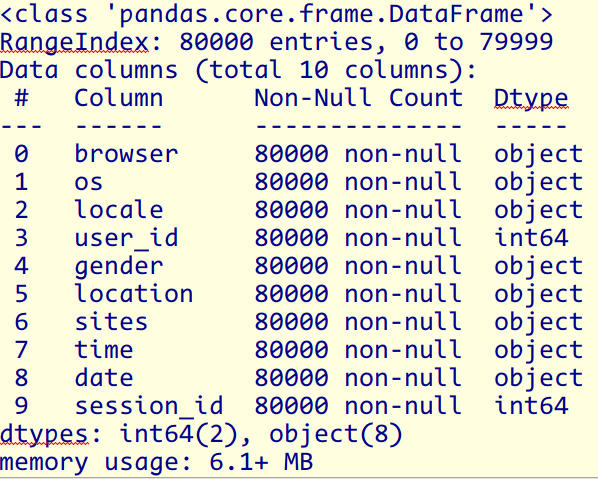 <class 'pandas.core.frame.DataFrame'>
RangeIndex: 80000 entries, 0 to 79999
Data columns (total 10 columns):
 #   Column      Non-Null Count  Dtype
---  ------      --------------  -----
 0   browser     80000 non-null  object
 1   os          80000 non-null  object
 2   locale      80000 non-null  object
 3   user_id     80000 non-null  int64
 4   gender      80000 non-null  object
 5   location    80000 non-null  object
 6   sites       80000 non-null  object
 7   time        80000 non-null  object
 8   date        80000 non-null  object
 9   session_id  80000 non-null  int64
dtypes: int64(2), object(8)
memory usage: 6.1+ MB